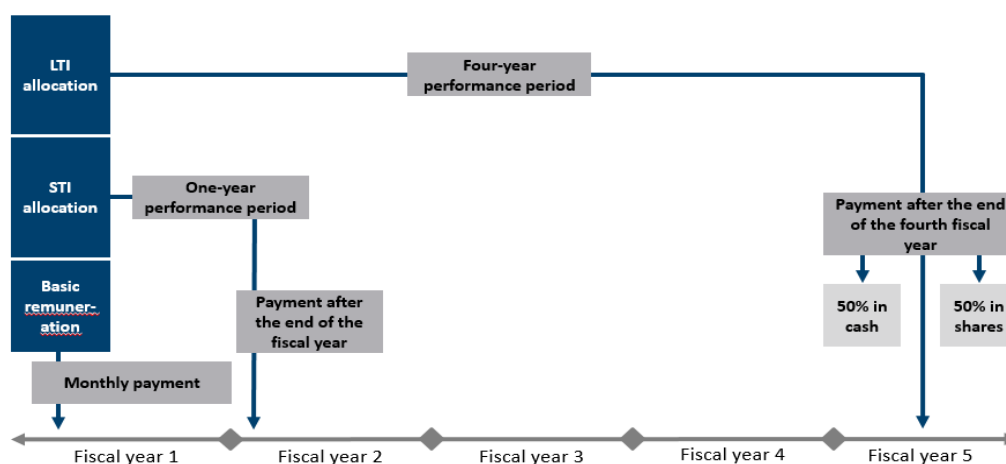 LTI
allocation
Four-year
performance period
STI
allocation
One-year
performance period
Payment after the end
of the fourth fiscal
year
Basic
remuner-
ation
Payment after
the end of the
fiscal year
50% in
cash
50% in
shares
Monthly payment
Fiscal year 1
Fiscal year 2
Fiscal year 3
Fiscal year 4
Fiscal year 5